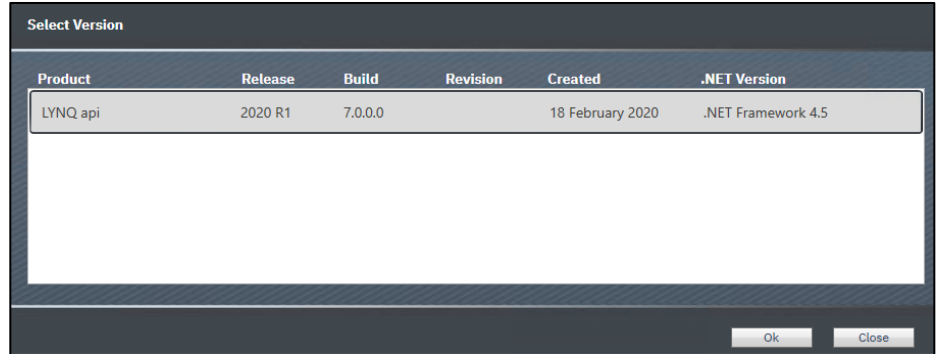 Select Version
Product Release Build Revision Created .NET Version
LYNQ api 2020 R1 7.0.0.0 18 February 2020 .NET Framework 4.5
Ok Close